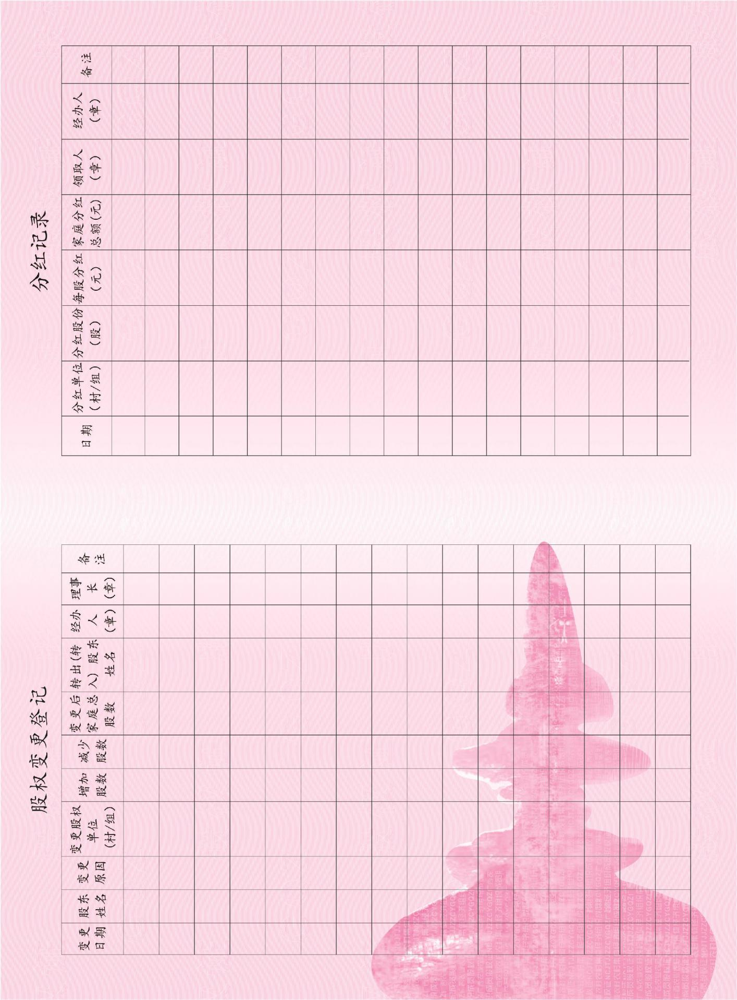 股权变更登记
变更
日期
股东
姓名
变更
原因
变更股权
单位
(村/组)
增加
股数
减少
股数
变更后
家庭总
股数
转出(转
入)股东
姓名
经办
人
(章)
理事
长
(章)
备
注
分红记录
日期
分红单位
(村/组)
分红股份
(股)
每股分红
(元)
家庭分红
总额(元)
领取人
(章)
经办人
(章)
备注